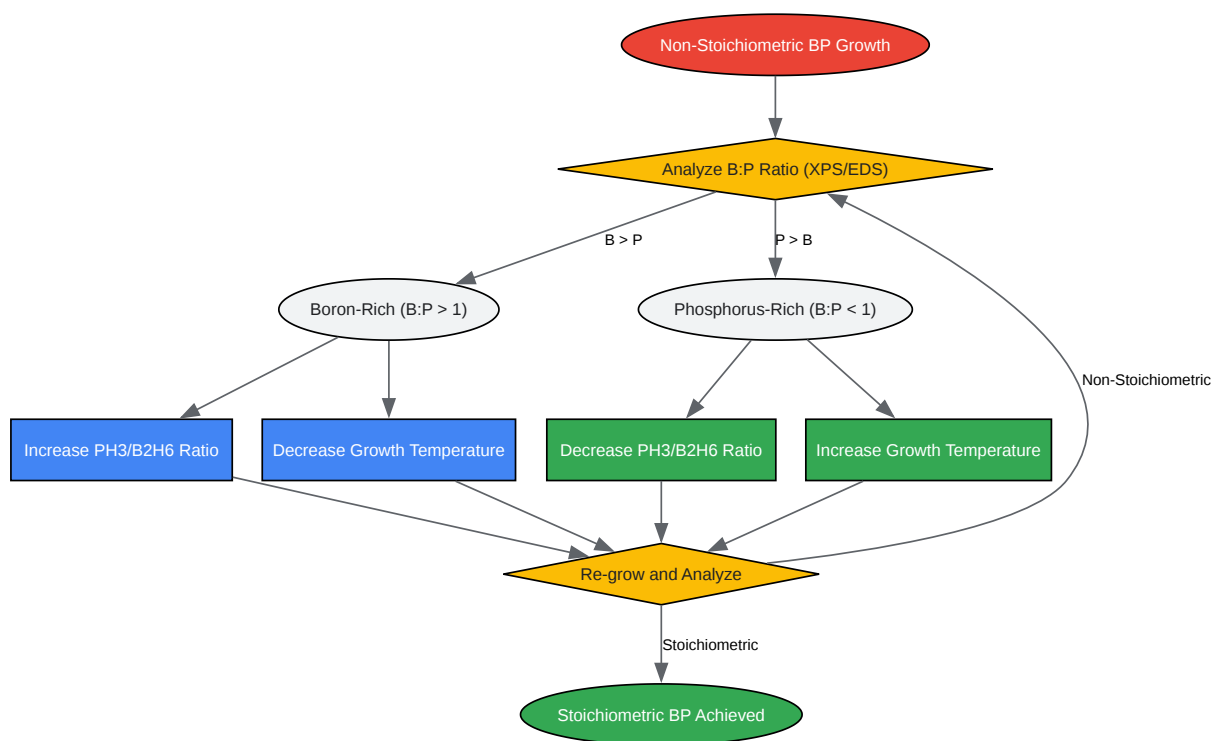 Non-Stoichiometric BP Growth
Analyze B:P Ratio (XPS/EDS)
B > P
P > B
Boron-Rich (B:P > 1)
Phosphorus-Rich (B:P < 1)
Non-Stoichiometric
Increase PH3/B2H6 Ratio
Decrease Growth Temperature
Decrease PH3/B2H6 Ratio
Increase Growth Temperature
Re-grow and Analyze
Stoichiometric
Stoichiometric BP Achieved